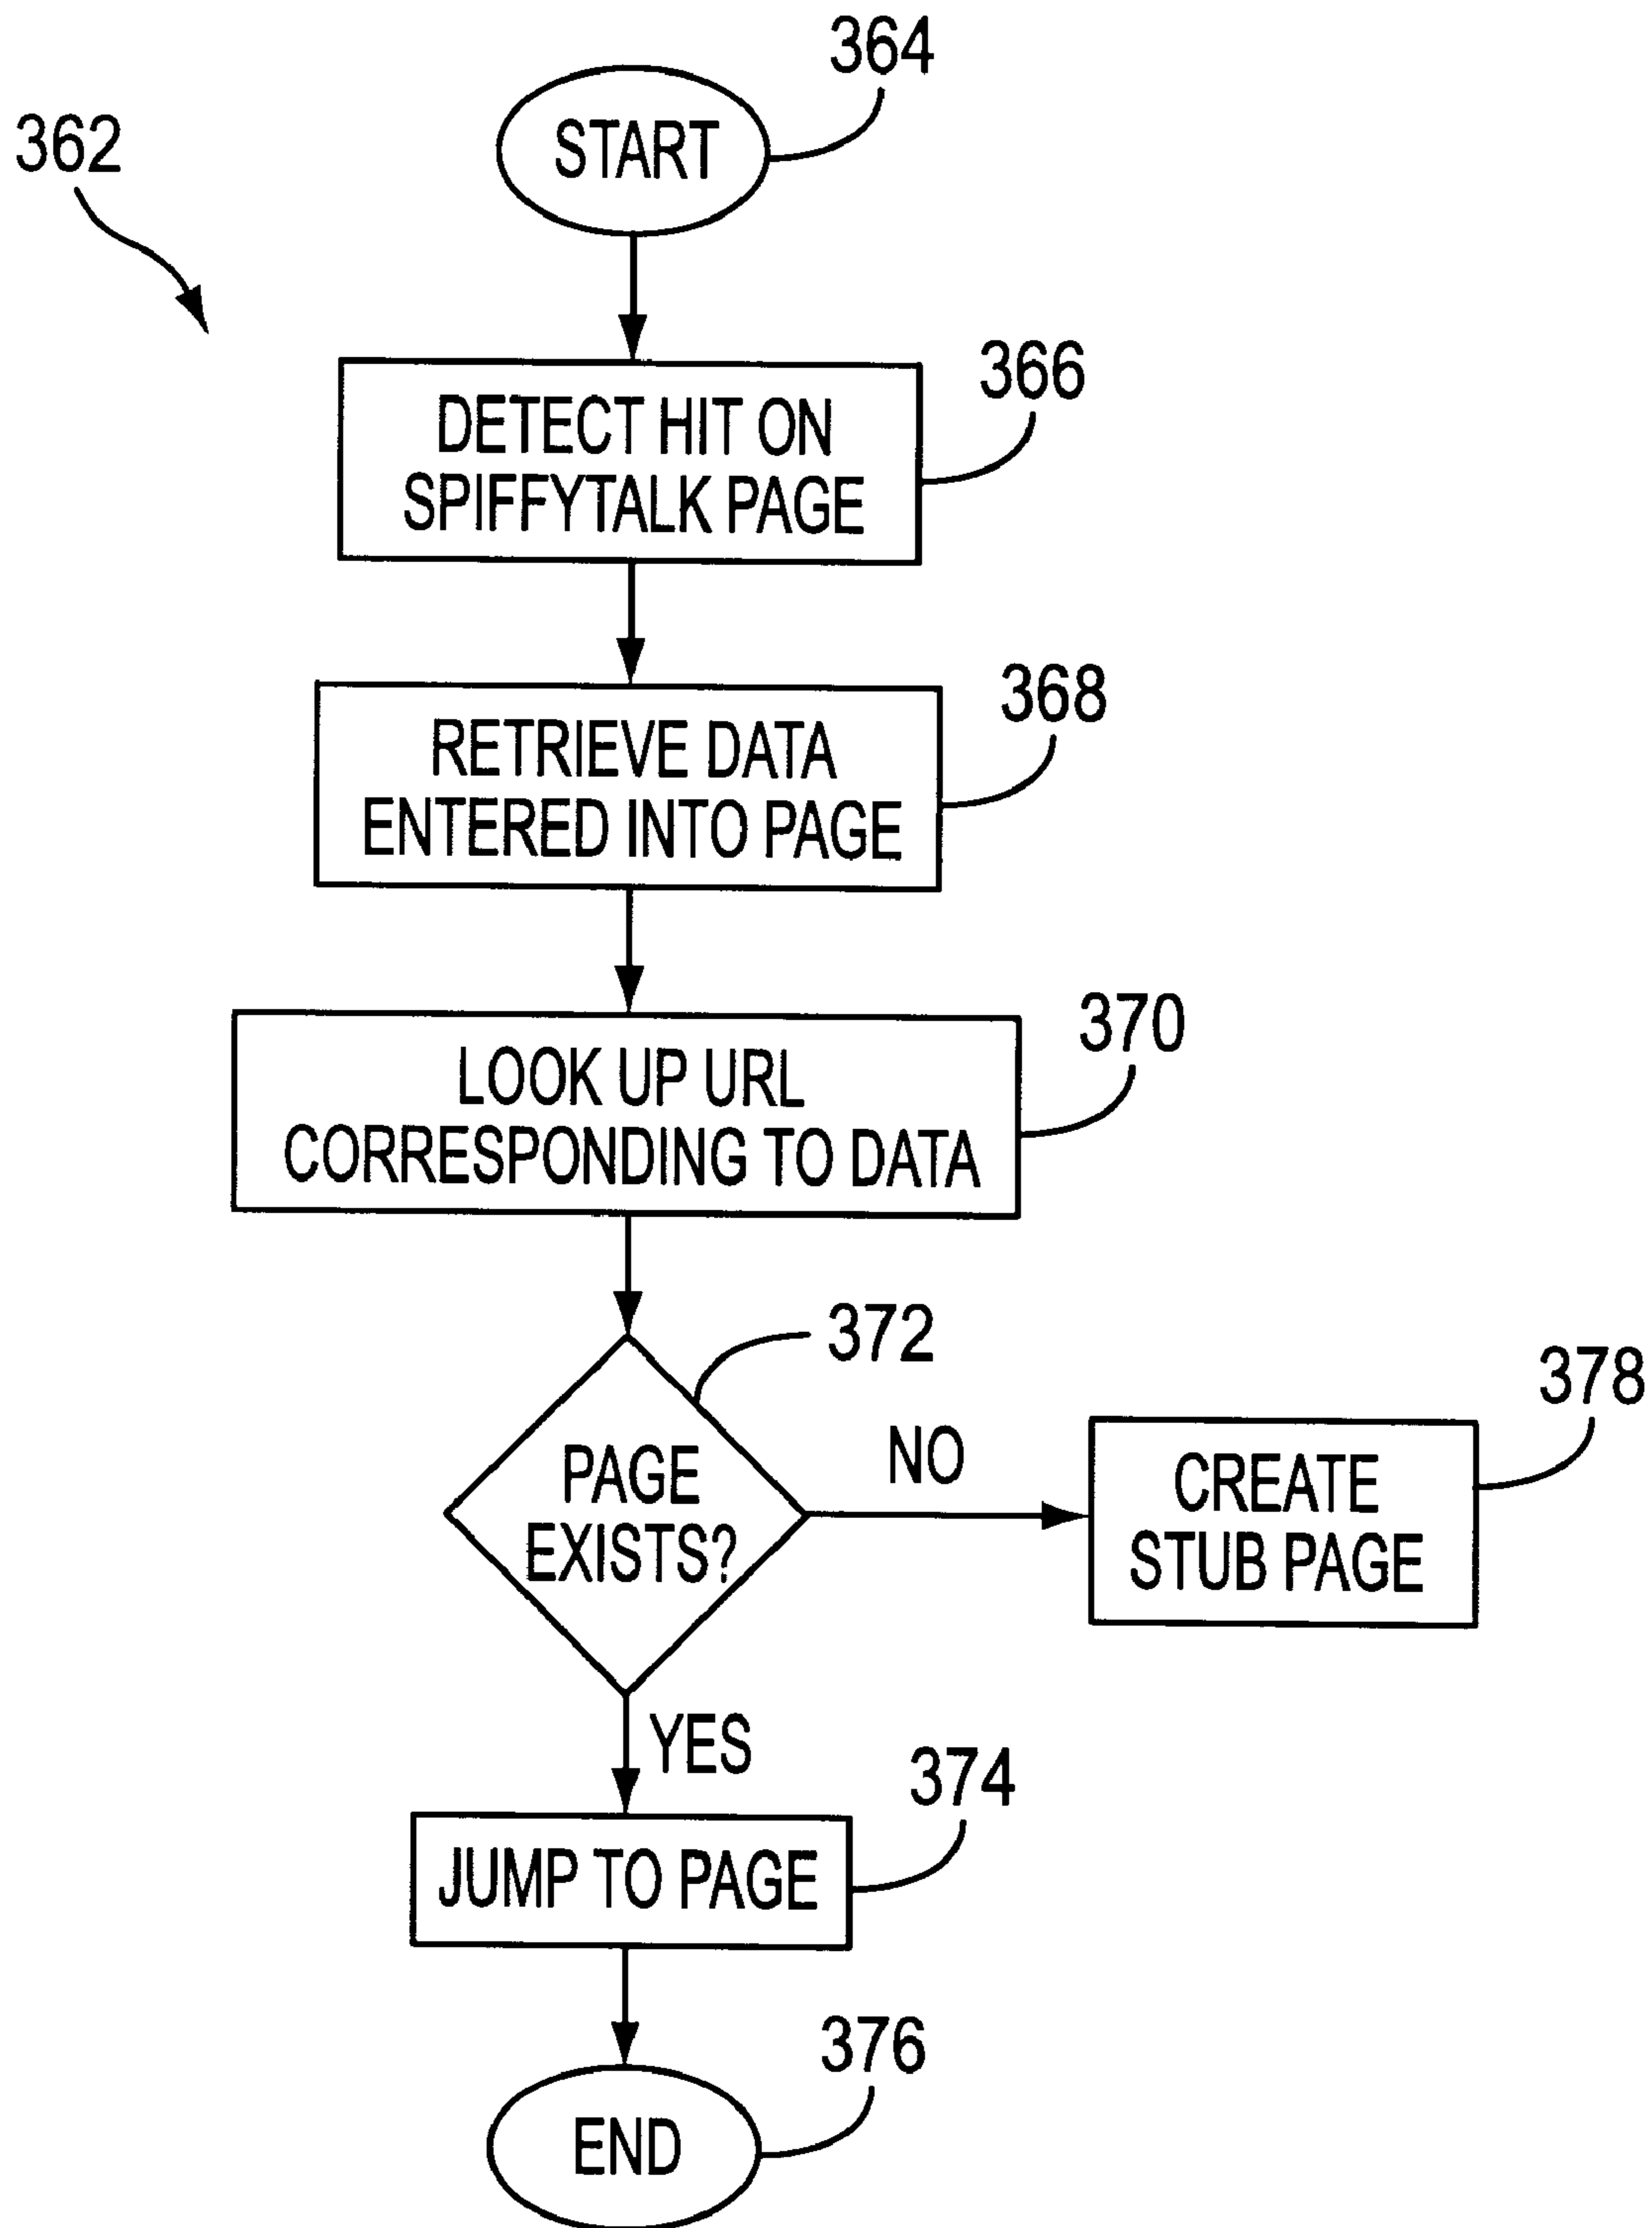 364
362
START
366
DETECT HIT ON
SPIFFYTALK PAGE
368
RETRIEVE DATA
ENTERED INTO PAGE
370
LOOK UP URL
CORRESPONDING TO DATA
372
378
PAGE
EXISTS?
NO
CREATE
STUB PAGE
YES
374
JUMP TO PAGE
376
END